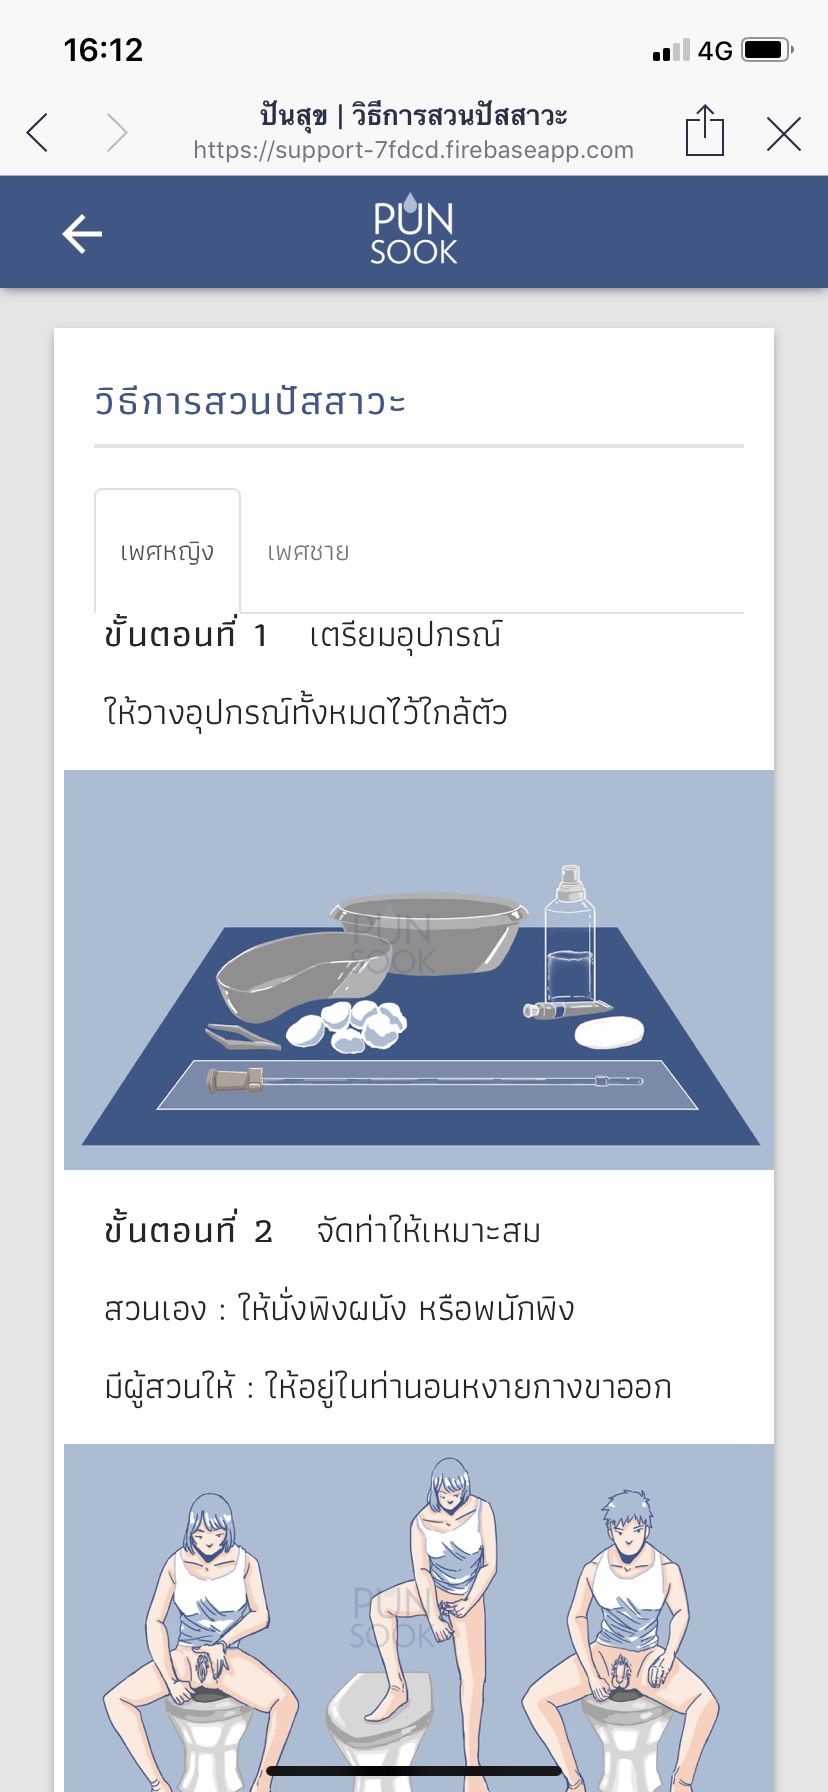 16:12
4G
ปันสุข | วิธีการสวนปัสสาวะ
https://support-7fdcd.firebaseapp.com
PUN
SOOK
วิธีการสวนปัสสาวะ
เพศหญิง เพศชาย
ขั้นตอนที่ 1 เตรียมอุปกรณ์
ให้วางอุปกรณ์ทั้งหมดไว้ใกล้ตัว
PUN
SOOK
ขั้นตอนที่ 2 จัดท่าให้เหมาะสม
สวนเอง : ให้นั่งพิงผนัง หรือพนักพิง
มีผู้สวนให้ : ให้อยู่ในท่านอนหงายกางขาออก
PUN
SOOK